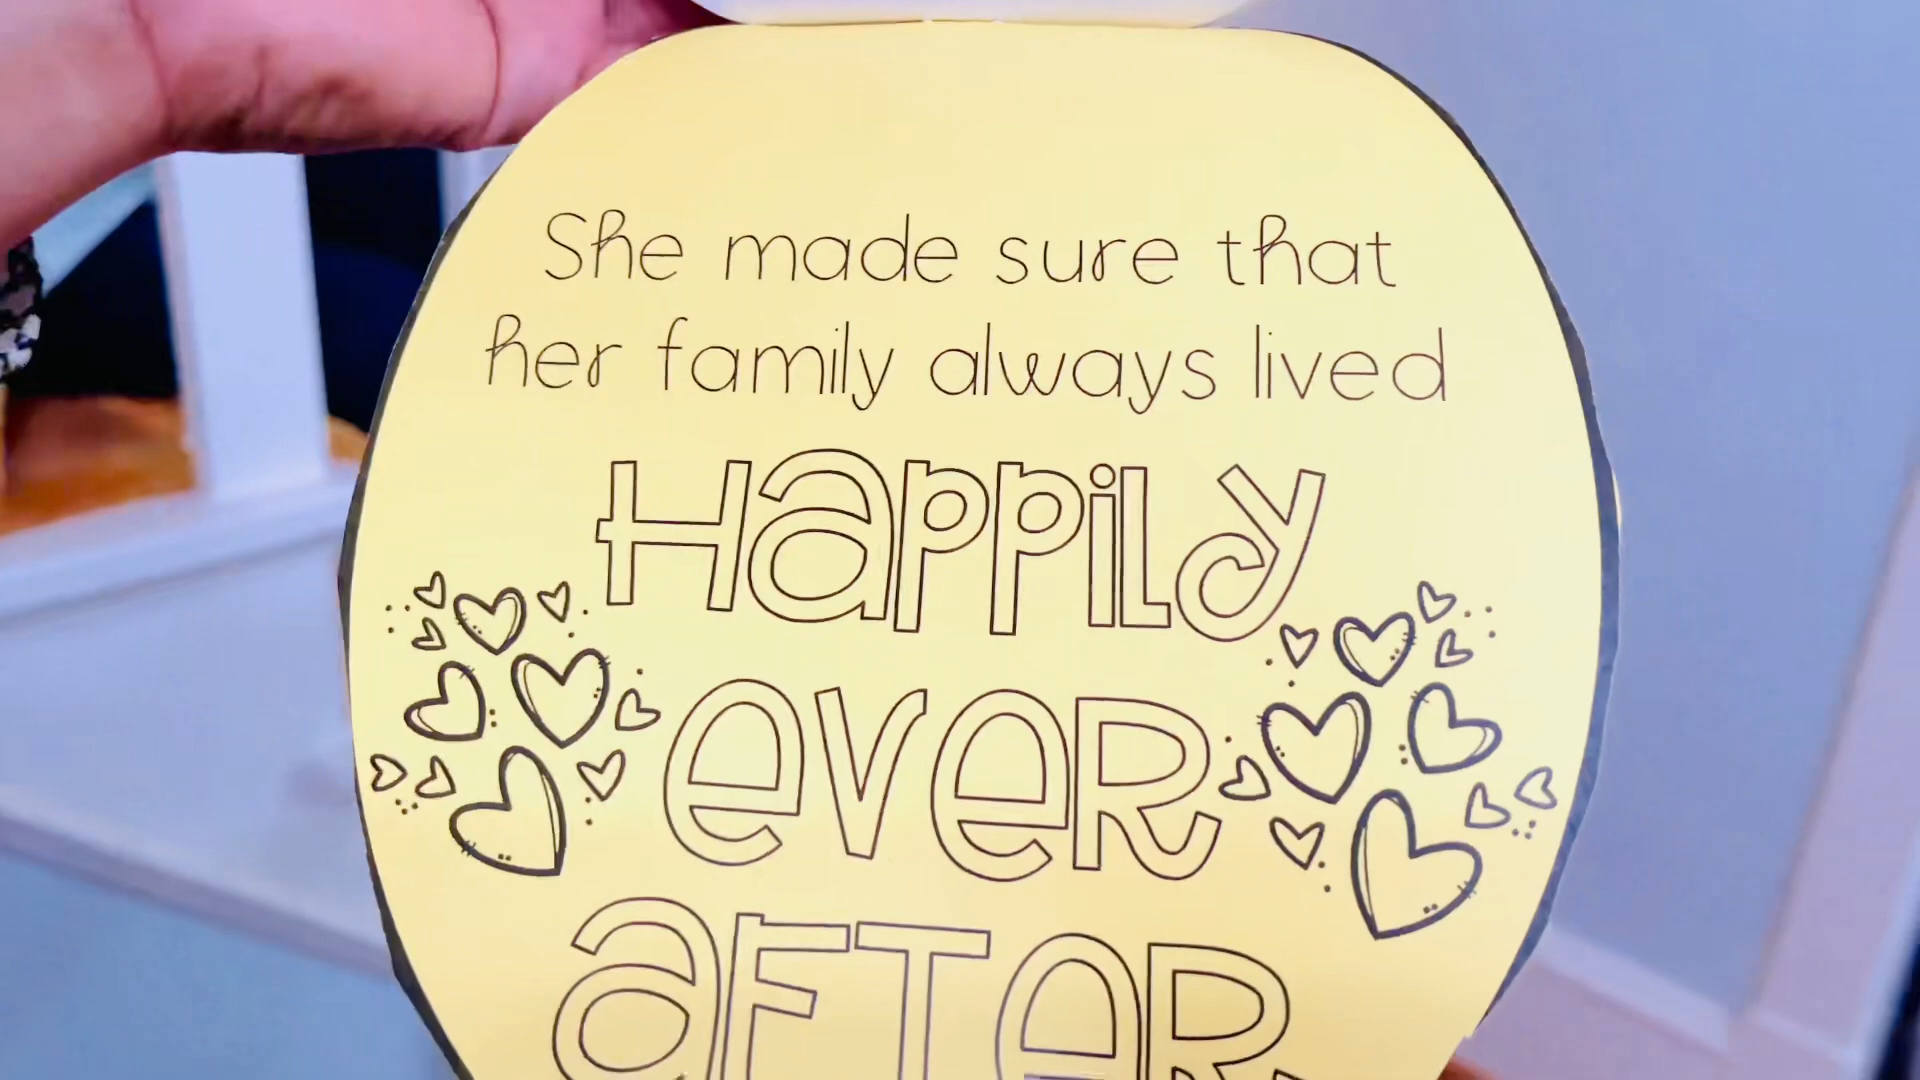 She made sure that
her family always lived
HAPPiLY
eveR
AFTeR.